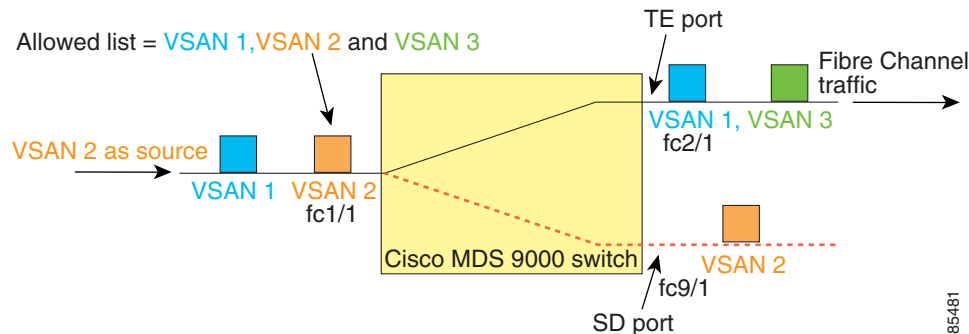 TE port
Allowed list = VSAN 1,VSAN 2 and VSAN 3
Fibre Channel
traffic
VSAN 2 as source
VSAN 1
VSAN 2
fc1/1
VSAN 1, VSAN 3
fc2/1
Cisco MDS 9000 switch
VSAN 2
fc9/1
SD port
85481